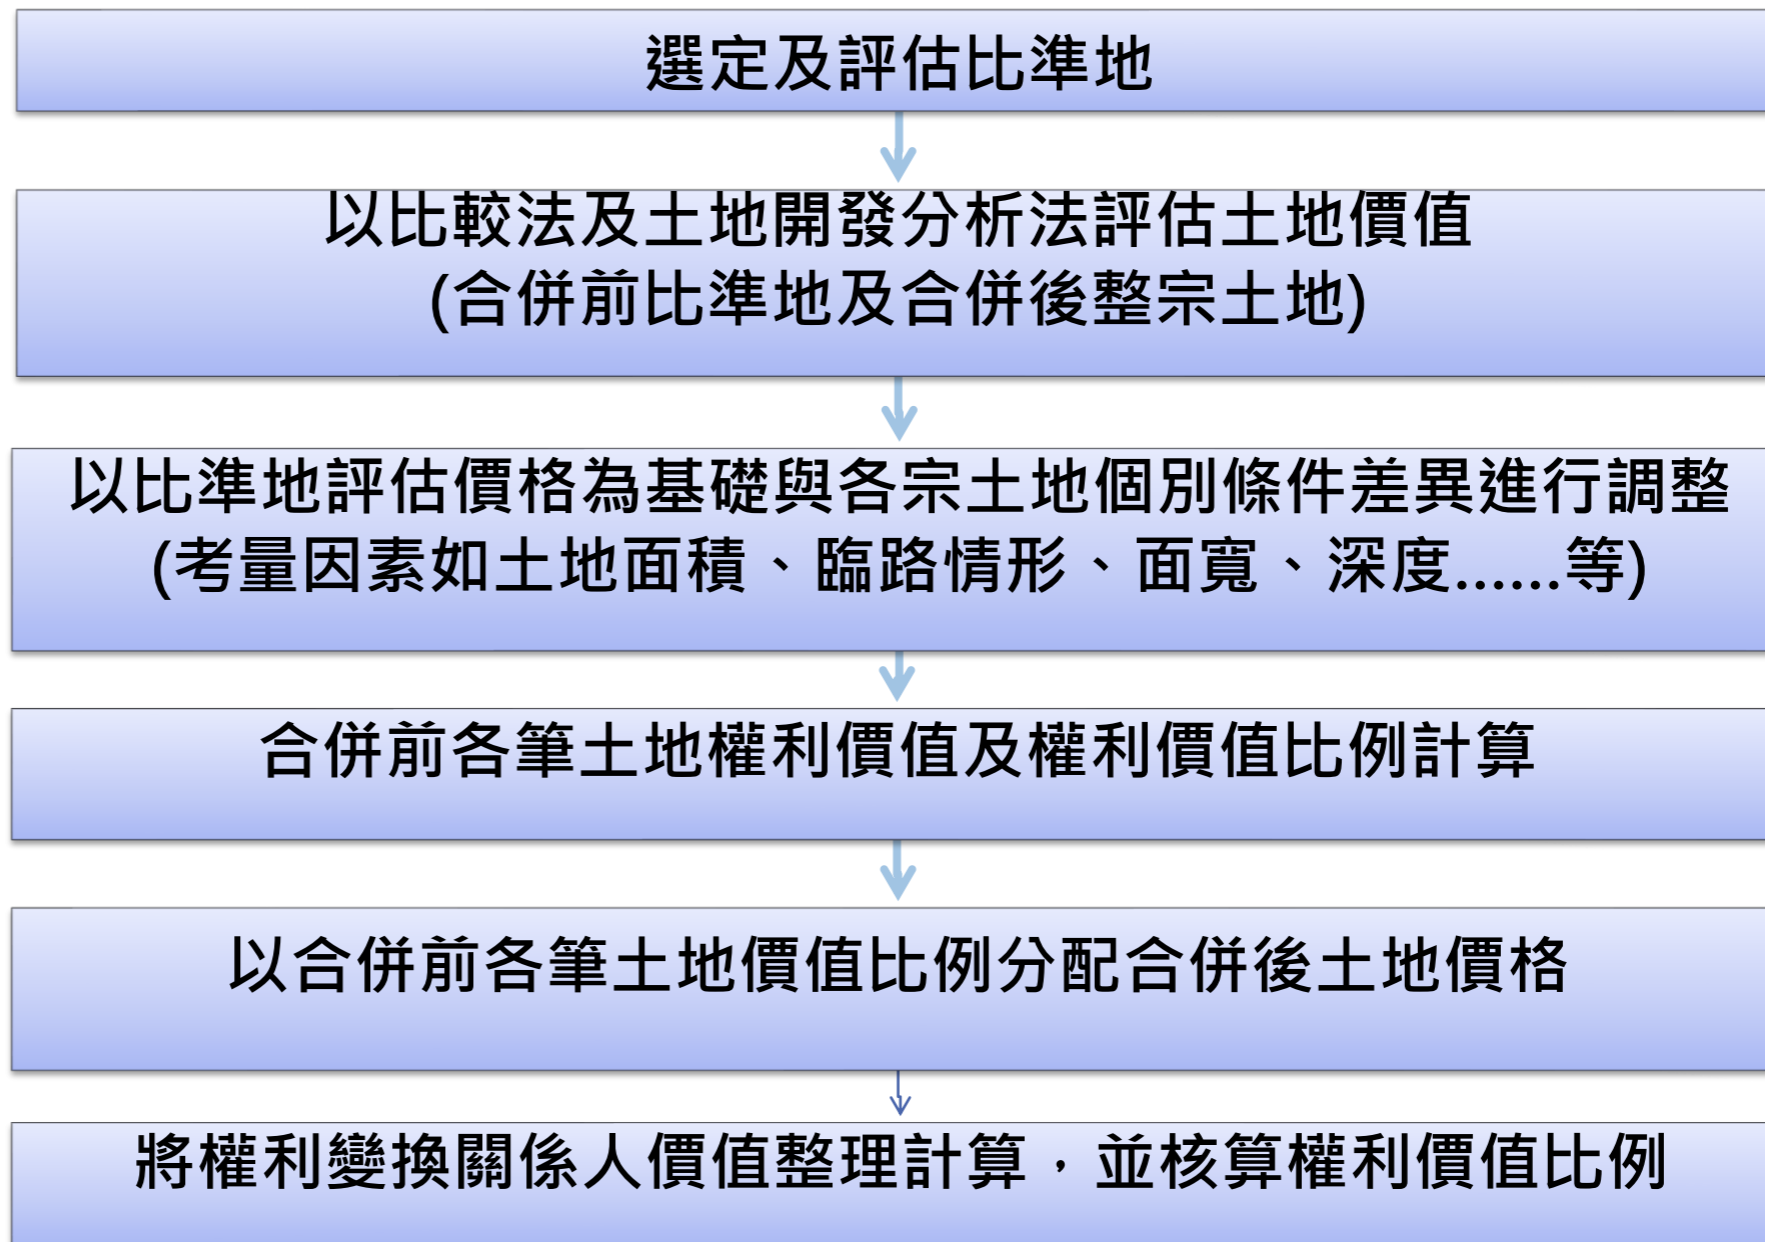 選定及評估比準地
以比較法及土地開發分析法評估土地價值
(合併前比準地及合併後整宗土地)
以比準地評估價格為基礎與各宗土地個別條件差異進行調整
(考量因素如土地面積、臨路情形、面寬、深度......等)
合併前各筆土地權利價值及權利價值比例計算
以合併前各筆土地價值比例分配合併後土地價格
將權利變換關係人價值整理計算，並核算權利價值比例